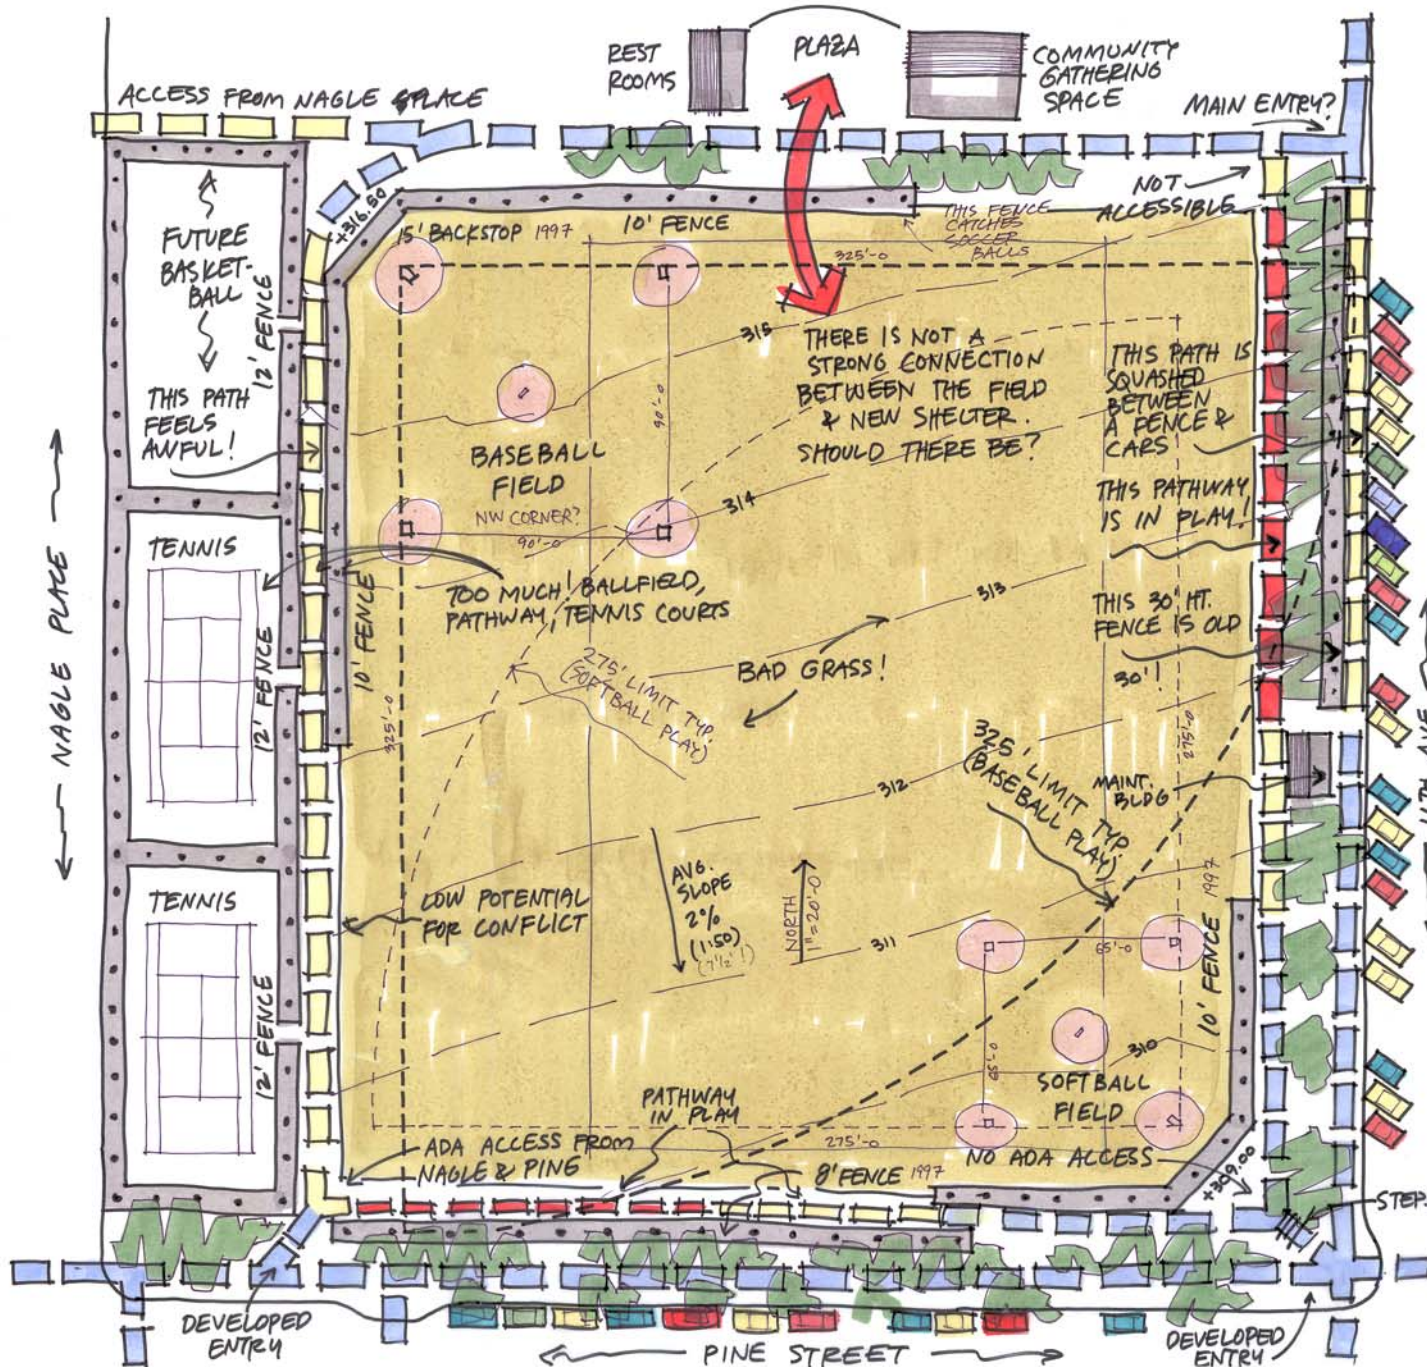 REST
ROOMS
PLAZA
COMMUNITY
GATHERING
SPACE
ACCESS FROM NAGLE PLACE
MAIN ENTRY?
NOT
ACCESSIBLE
+316.50
15' BACKSTOP 1997
10' FENCE
THIS FENCE
CATCHES
SOCCER
BALLS
325'-0
FUTURE
BASKET-
BALL
12' FENCE
THIS PATH
FEELS
AWFUL!
315
THERE IS NOT A
STRONG CONNECTION
BETWEEN THE FIELD
& NEW SHELTER.
SHOULD THERE BE?
THIS PATH IS
SQUASHED
BETWEEN
A FENCE &
CARS
90'-0
BASEBALL
FIELD
NW CORNER?
90'-0
314
THIS PATHWAY
IS IN PLAY!
NAGLE PLACE
TENNIS
TOO MUCH! BALLFIELD,
PATHWAY, TENNIS COURTS
313
THIS 30' HT.
FENCE IS OLD
30'!
10' FENCE
12' FENCE
12' FENCE
325'-0
275' LIMIT TYP.
(SOFTBALL PLAY)
BAD GRASS!
275'-0
325' LIMIT TYP.
(BASEBALL PLAY)
MAINT.
BLDG
312
11TH AVE
TENNIS
LOW POTENTIAL
FOR CONFLICT
AVG.
SLOPE
2%
(1:50)
(7½'!)
NORTH
1"=20'-0
311
65'-0
10' FENCE 1997
12' FENCE
65'-0
310
SOFTBALL
FIELD
PATHWAY
IN PLAY
275'-0
ADA ACCESS FROM
NAGLE & PINE
8' FENCE 1997
NO ADA ACCESS
+309.00
STEP
DEVELOPED
ENTRY
PINE STREET
DEVELOPED
ENTRY